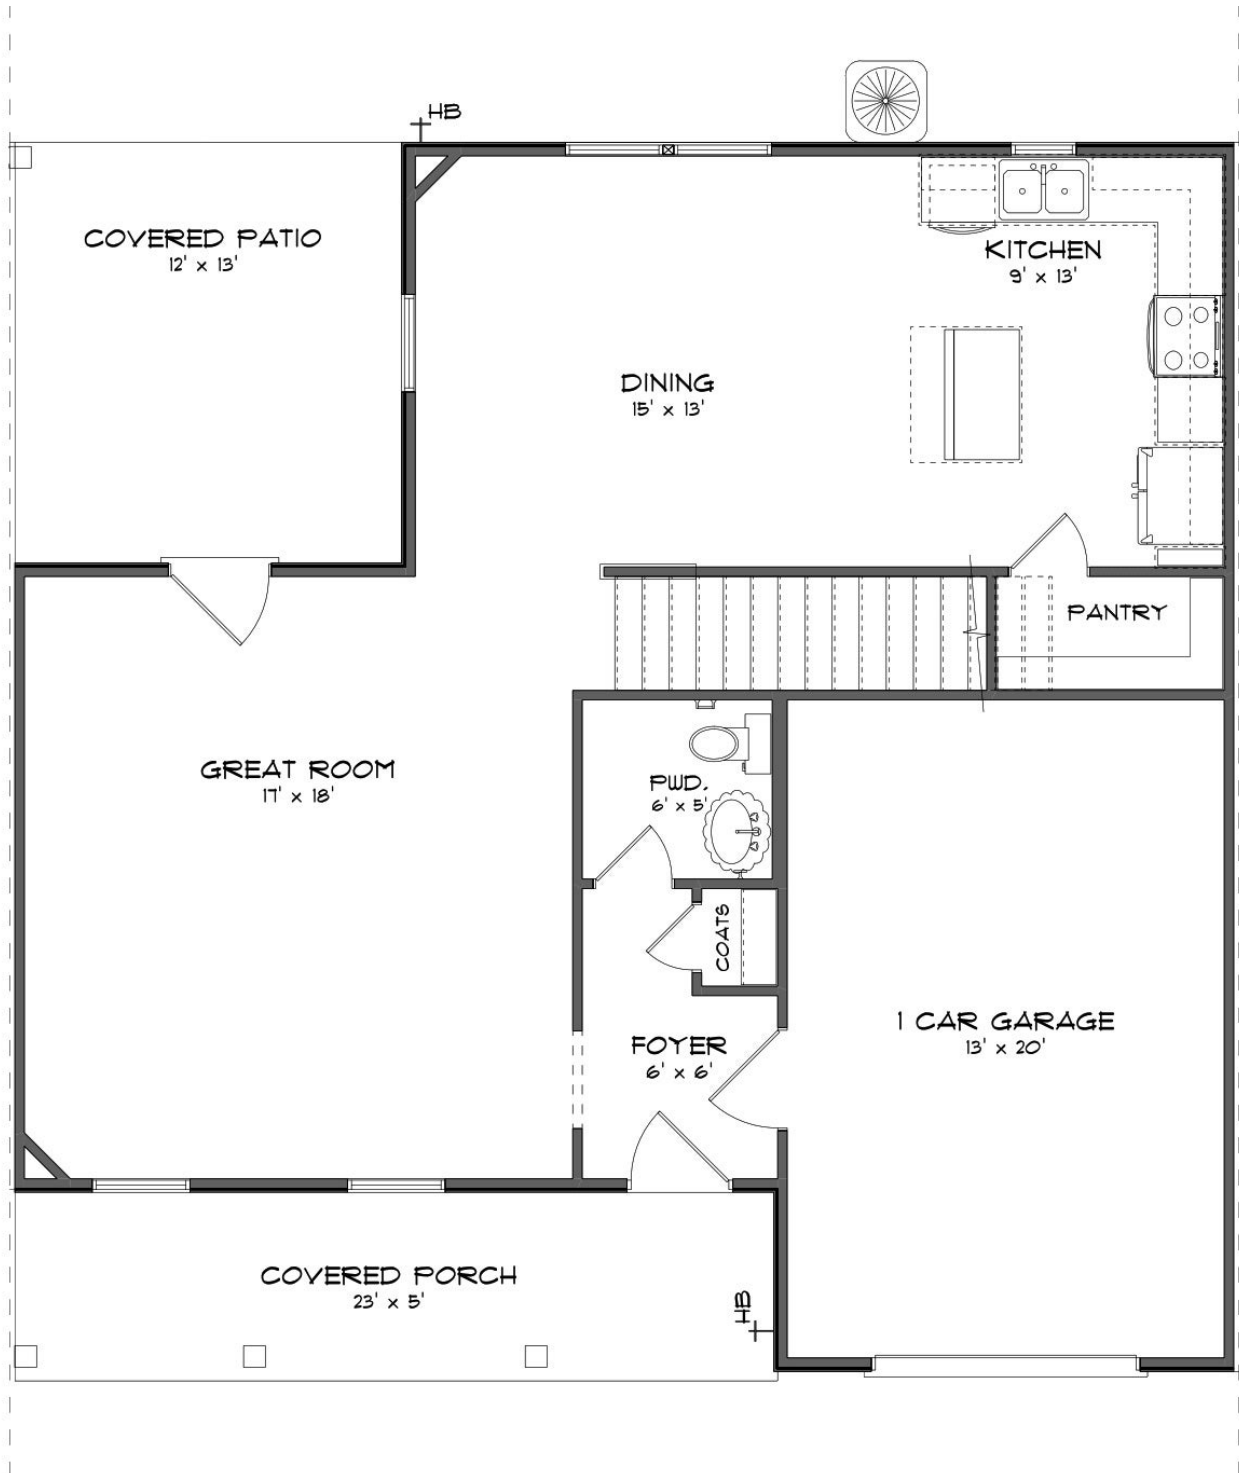 HB
COVERED PATIO
12' x 13'
KITCHEN
9' x 13'
DINING
15' x 13'
PANTRY
GREAT ROOM
17' x 18'
PWD.
6' x 5'
COATS
1 CAR GARAGE
13' x 20'
FOYER
6' x 6'
COVERED PORCH
23' x 5'
HB